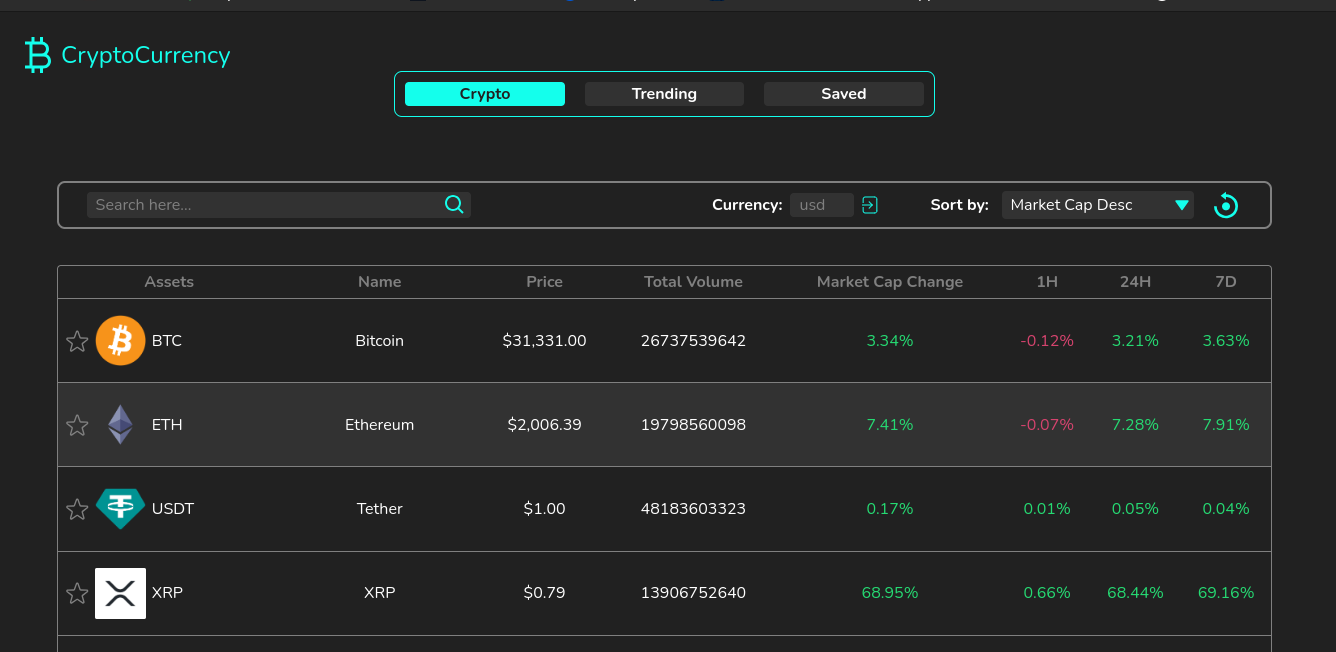 CryptoCurrency
Crypto Trending Saved
Search here... Currency: usd Sort by: Market Cap Desc
Assets Name Price Total Volume Market Cap Change 1H 24H 7D
BTC Bitcoin $31,331.00 26737539642 3.34% -0.12% 3.21% 3.63%
ETH Ethereum $2,006.39 19798560098 7.41% -0.07% 7.28% 7.91%
USDT Tether $1.00 48183603323 0.17% 0.01% 0.05% 0.04%
XRP XRP $0.79 13906752640 68.95% 0.66% 68.44% 69.16%